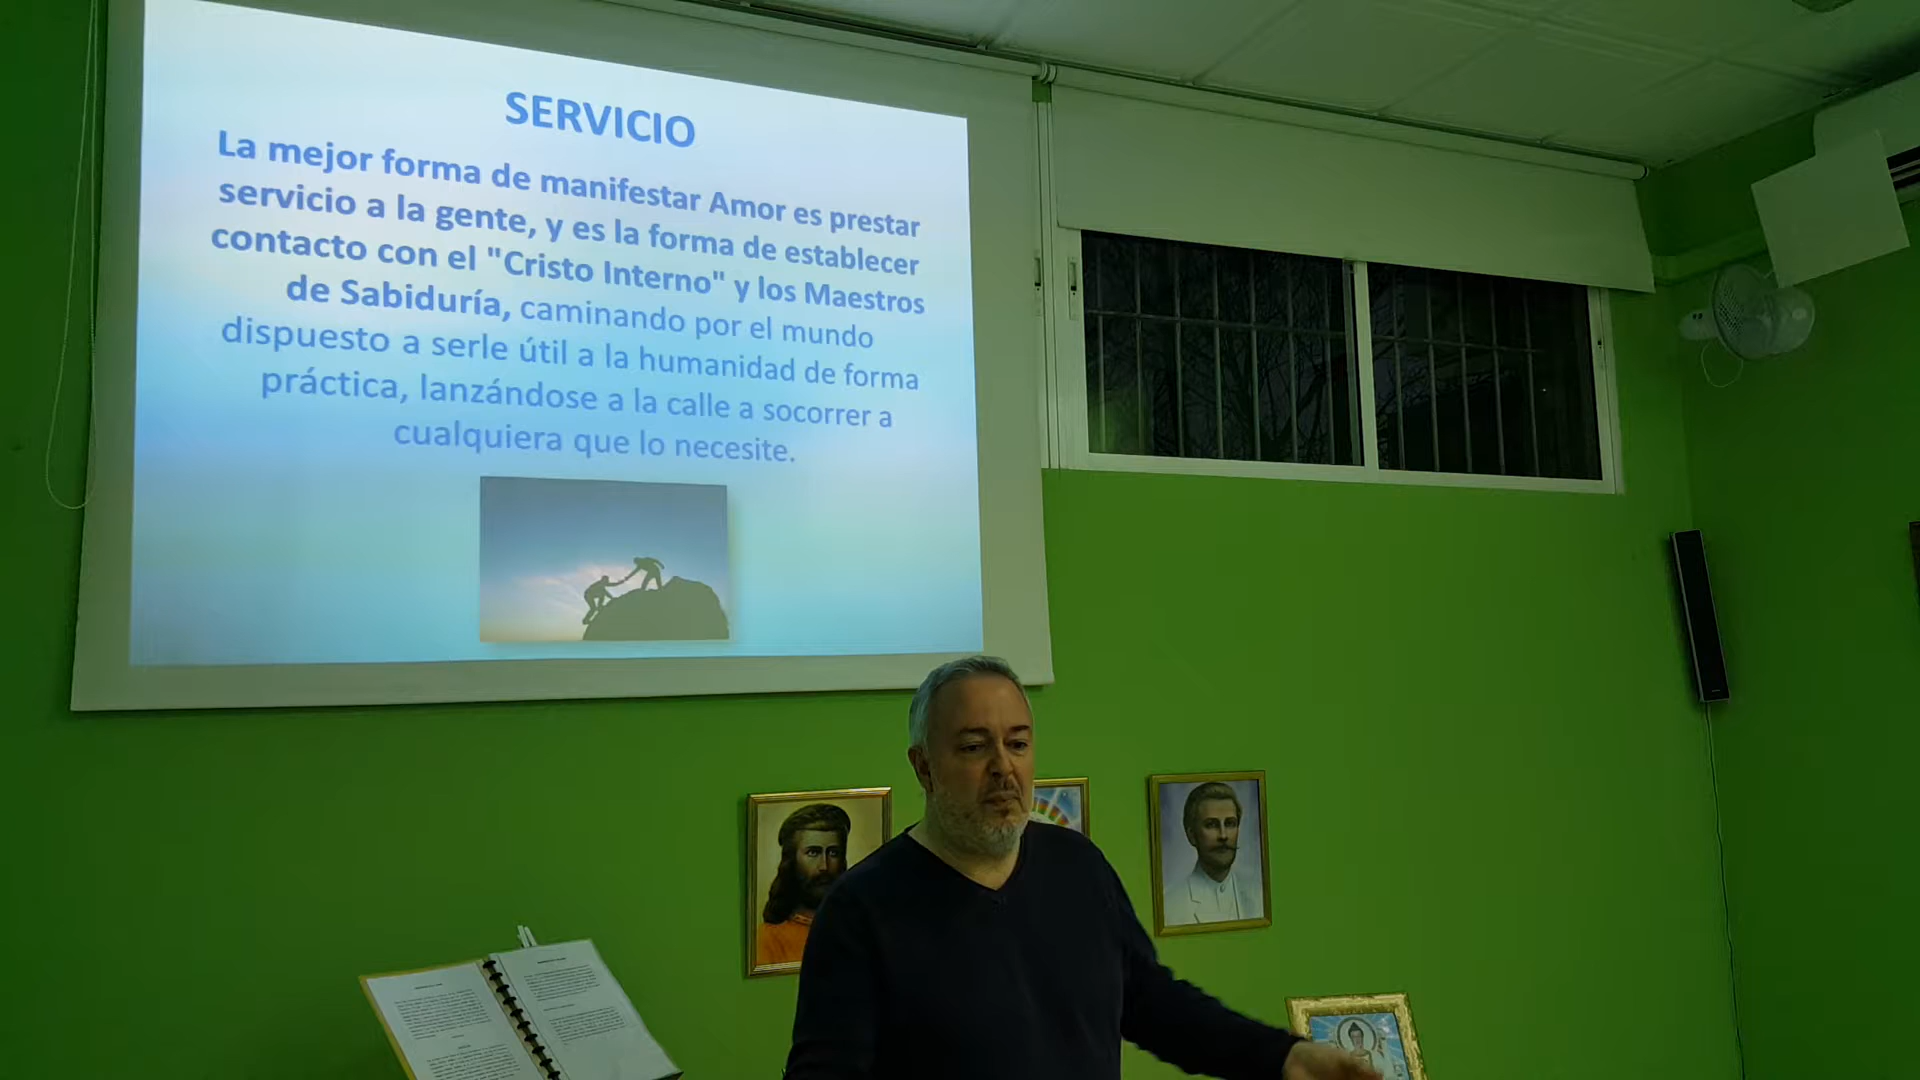 SERVICIO
La mejor forma de manifestar Amor es prestar
servicio a la gente, y es la forma de establecer
contacto con el "Cristo Interno" y los Maestros
de Sabiduría, caminando por el mundo
dispuesto a serle útil a la humanidad de forma
práctica, lanzándose a la calle a socorrer a
cualquiera que lo necesite.